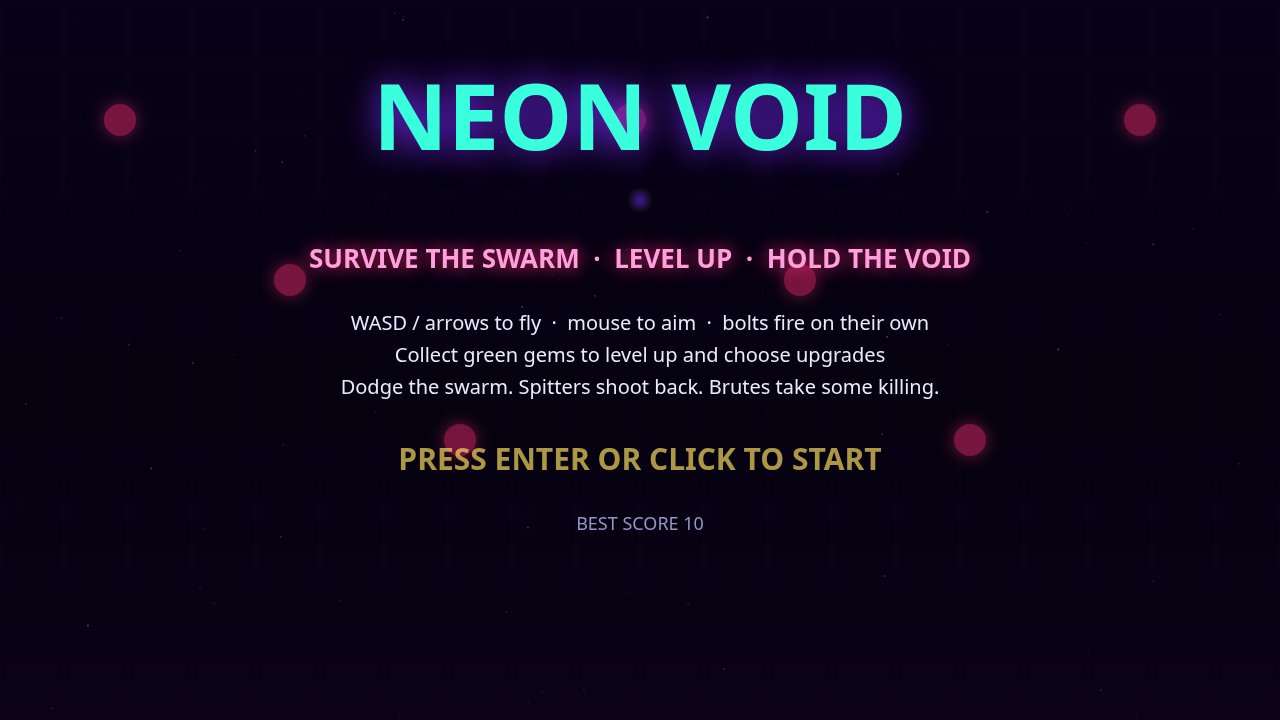 NEON VOID
SURVIVE THE SWARM · LEVEL UP · HOLD THE VOID
WASD / arrows to fly · mouse to aim · bolts fire on their own
Collect green gems to level up and choose upgrades
Dodge the swarm. Spitters shoot back. Brutes take some killing.
PRESS ENTER OR CLICK TO START
BEST SCORE 10